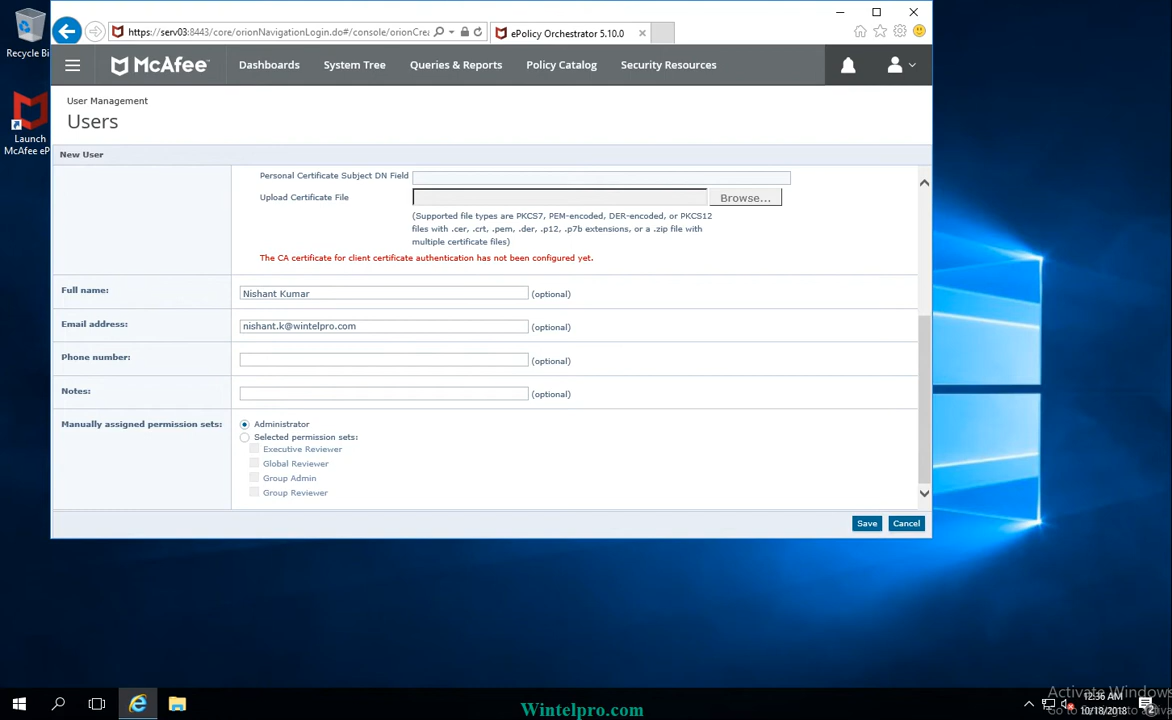 Recycle Bi
Launch
McAfee eP
https://serv03:8443/core/orionNavigationLogin.do#/console/orionCrea
ePolicy Orchestrator 5.10.0
McAfee™
Dashboards
System Tree
Queries & Reports
Policy Catalog
Security Resources
User Management
Users
New User
Personal Certificate Subject DN Field
Upload Certificate File
Browse...
(Supported file types are PKCS7, PEM-encoded, DER-encoded, or PKCS12
files with .cer, .crt, .pem, .der, .p12, .p7b extensions, or a .zip file with
multiple certificate files)
The CA certificate for client certificate authentication has not been configured yet.
Full name:
Nishant Kumar
(optional)
Email address:
nishant.k@wintelpro.com
(optional)
Phone number:
(optional)
Notes:
(optional)
Manually assigned permission sets:
Administrator
Selected permission sets:
Executive Reviewer
Global Reviewer
Group Admin
Group Reviewer
Save
Cancel
Activate Windows
12:36 AM
10/18/2018
2
Wintelpro.com